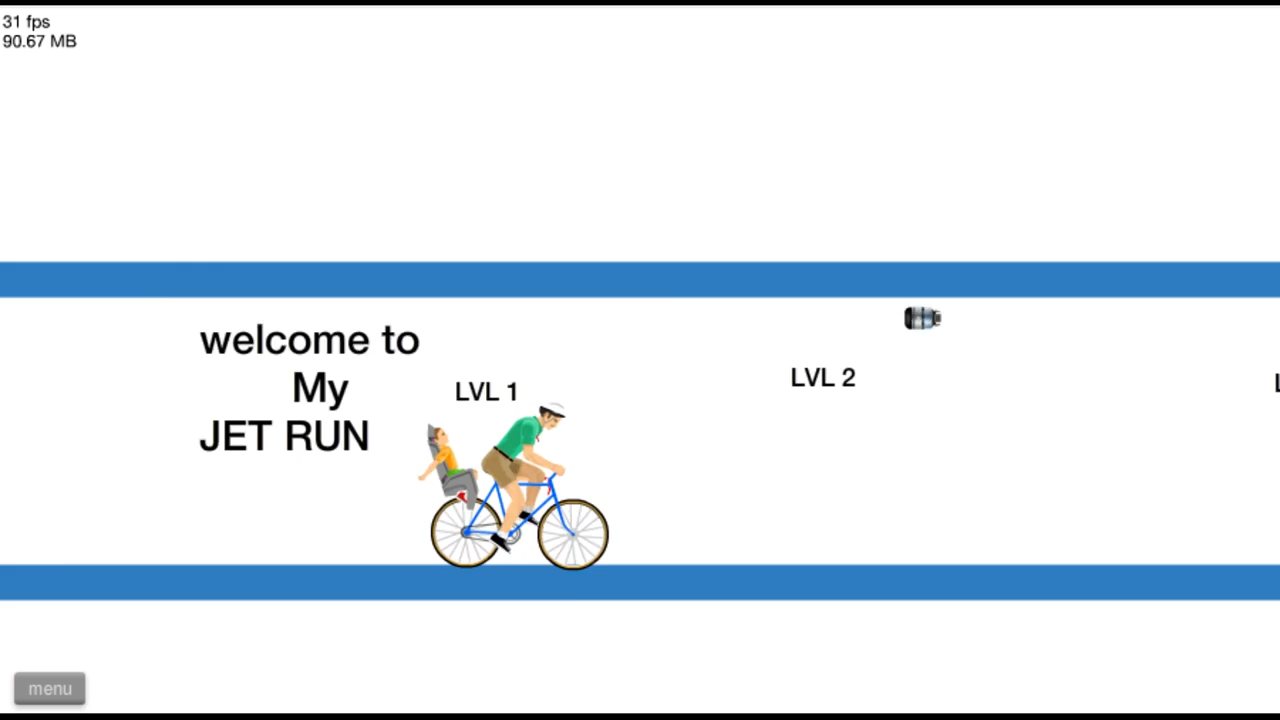 31 fps
90.67 MB
welcome to
My
JET RUN
LVL 1
LVL 2
menu